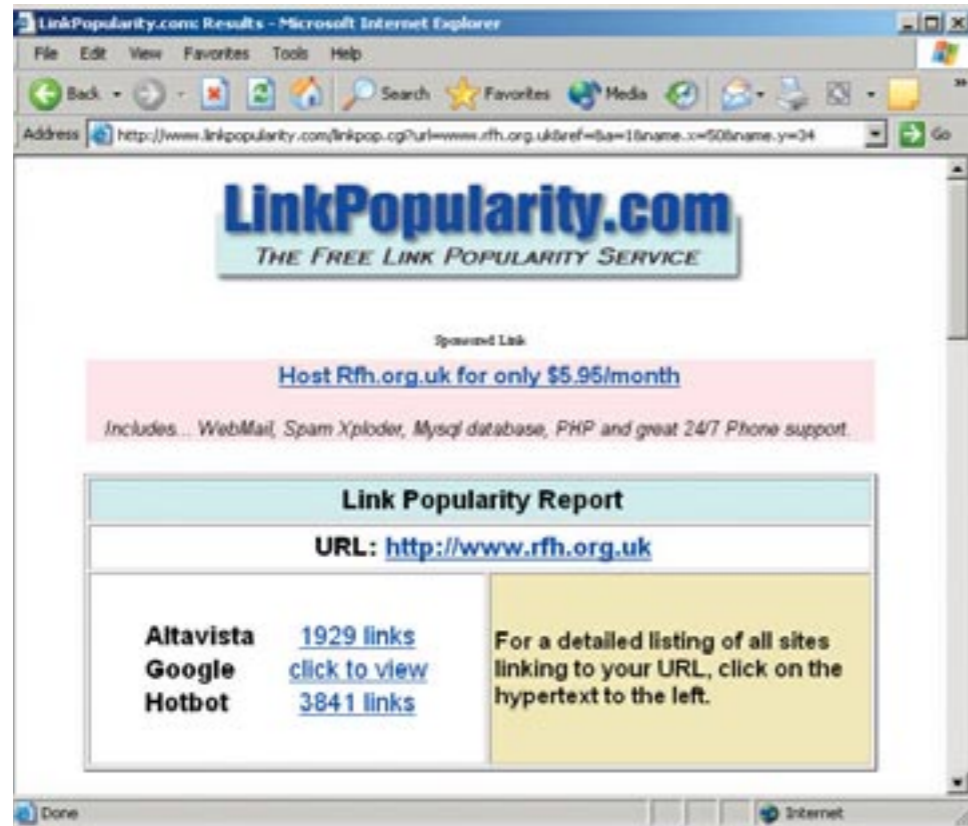 LinkPopularity.com: Results - Microsoft Internet Explorer
File Edit View Favorites Tools Help
Back Search Favorites Media
Address http://www.linkpopularity.com/linkpop.cgi?url=www.rfh.org.uk&ref=&a=1&name.x=50&name.y=34 Go
LinkPopularity.com
THE FREE LINK POPULARITY SERVICE
Sponsored Link
Host Rfh.org.uk for only $5.95/month
Includes... WebMail, Spam Xploder, Mysql database, PHP and great 24/7 Phone support.
Link Popularity Report
URL: http://www.rfh.org.uk
Altavista 1929 links
Google click to view
Hotbot 3841 links
For a detailed listing of all sites
linking to your URL, click on the
hypertext to the left.
Done Internet